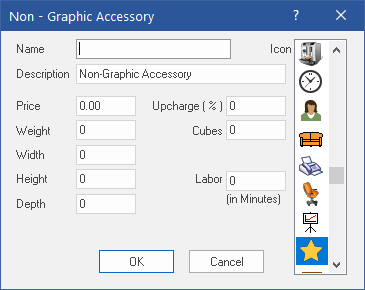 Non - Graphic Accessory ?
Name Icon
Description Non-Graphic Accessory
Price 0.00 Upcharge ( % ) 0
Weight 0 Cubes 0
Width 0
Height 0 Labor 0
(in Minutes)
Depth 0
OK Cancel